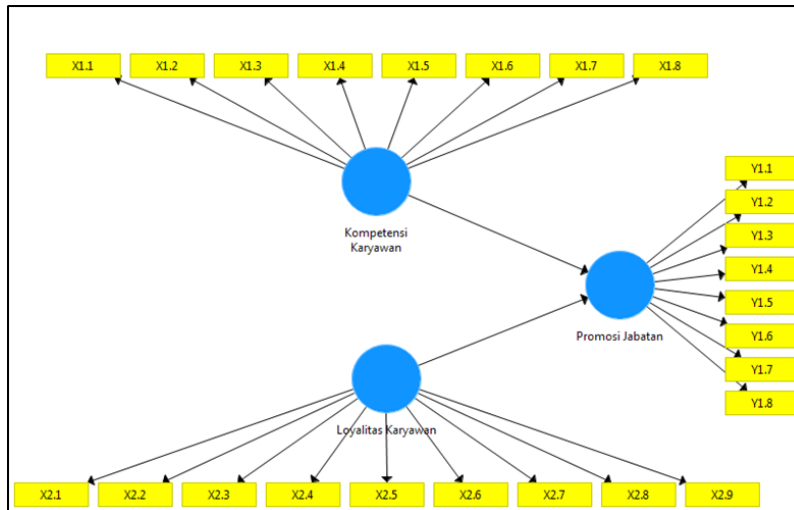 X1.1 X1.2 X1.3 X1.4 X1.5 X1.6 X1.7 X1.8
Kompetensi
Karyawan
Y1.1
Y1.2
Y1.3
Y1.4
Y1.5
Y1.6
Y1.7
Y1.8
Promosi Jabatan
Loyalitas Karyawan
X2.1 X2.2 X2.3 X2.4 X2.5 X2.6 X2.7 X2.8 X2.9